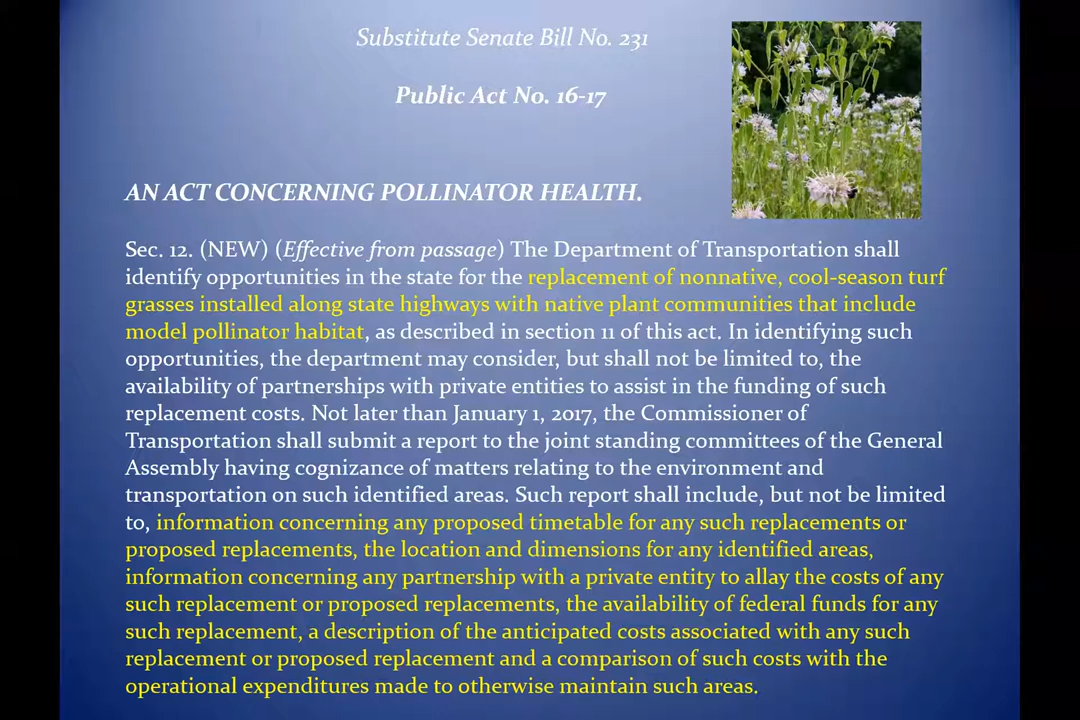 Substitute Senate Bill No. 231
Public Act No. 16-17
AN ACT CONCERNING POLLINATOR HEALTH.
Sec. 12. (NEW) (Effective from passage) The Department of Transportation shall
identify opportunities in the state for the replacement of nonnative, cool-season turf
grasses installed along state highways with native plant communities that include
model pollinator habitat, as described in section 11 of this act. In identifying such
opportunities, the department may consider, but shall not be limited to, the
availability of partnerships with private entities to assist in the funding of such
replacement costs. Not later than January 1, 2017, the Commissioner of
Transportation shall submit a report to the joint standing committees of the General
Assembly having cognizance of matters relating to the environment and
transportation on such identified areas. Such report shall include, but not be limited
to, information concerning any proposed timetable for any such replacements or
proposed replacements, the location and dimensions for any identified areas,
information concerning any partnership with a private entity to allay the costs of any
such replacement or proposed replacements, the availability of federal funds for any
such replacement, a description of the anticipated costs associated with any such
replacement or proposed replacement and a comparison of such costs with the
operational expenditures made to otherwise maintain such areas.